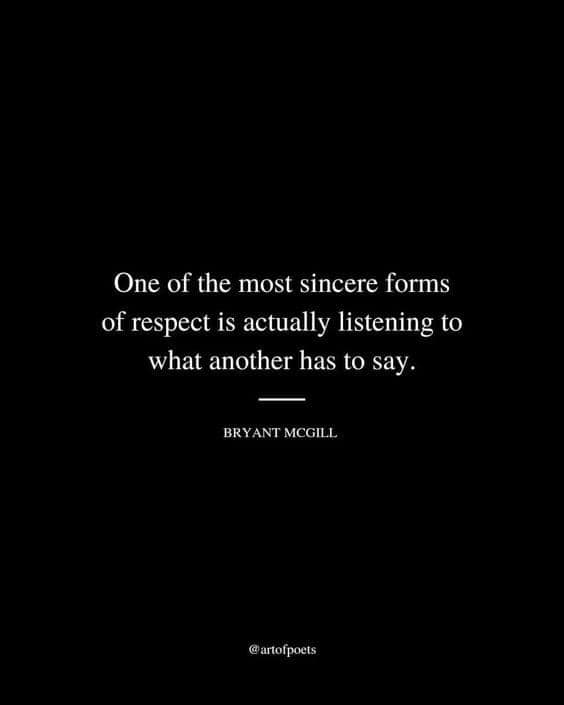 One of the most sincere forms
of respect is actually listening to
what another has to say.
BRYANT MCGILL
@artofpoets